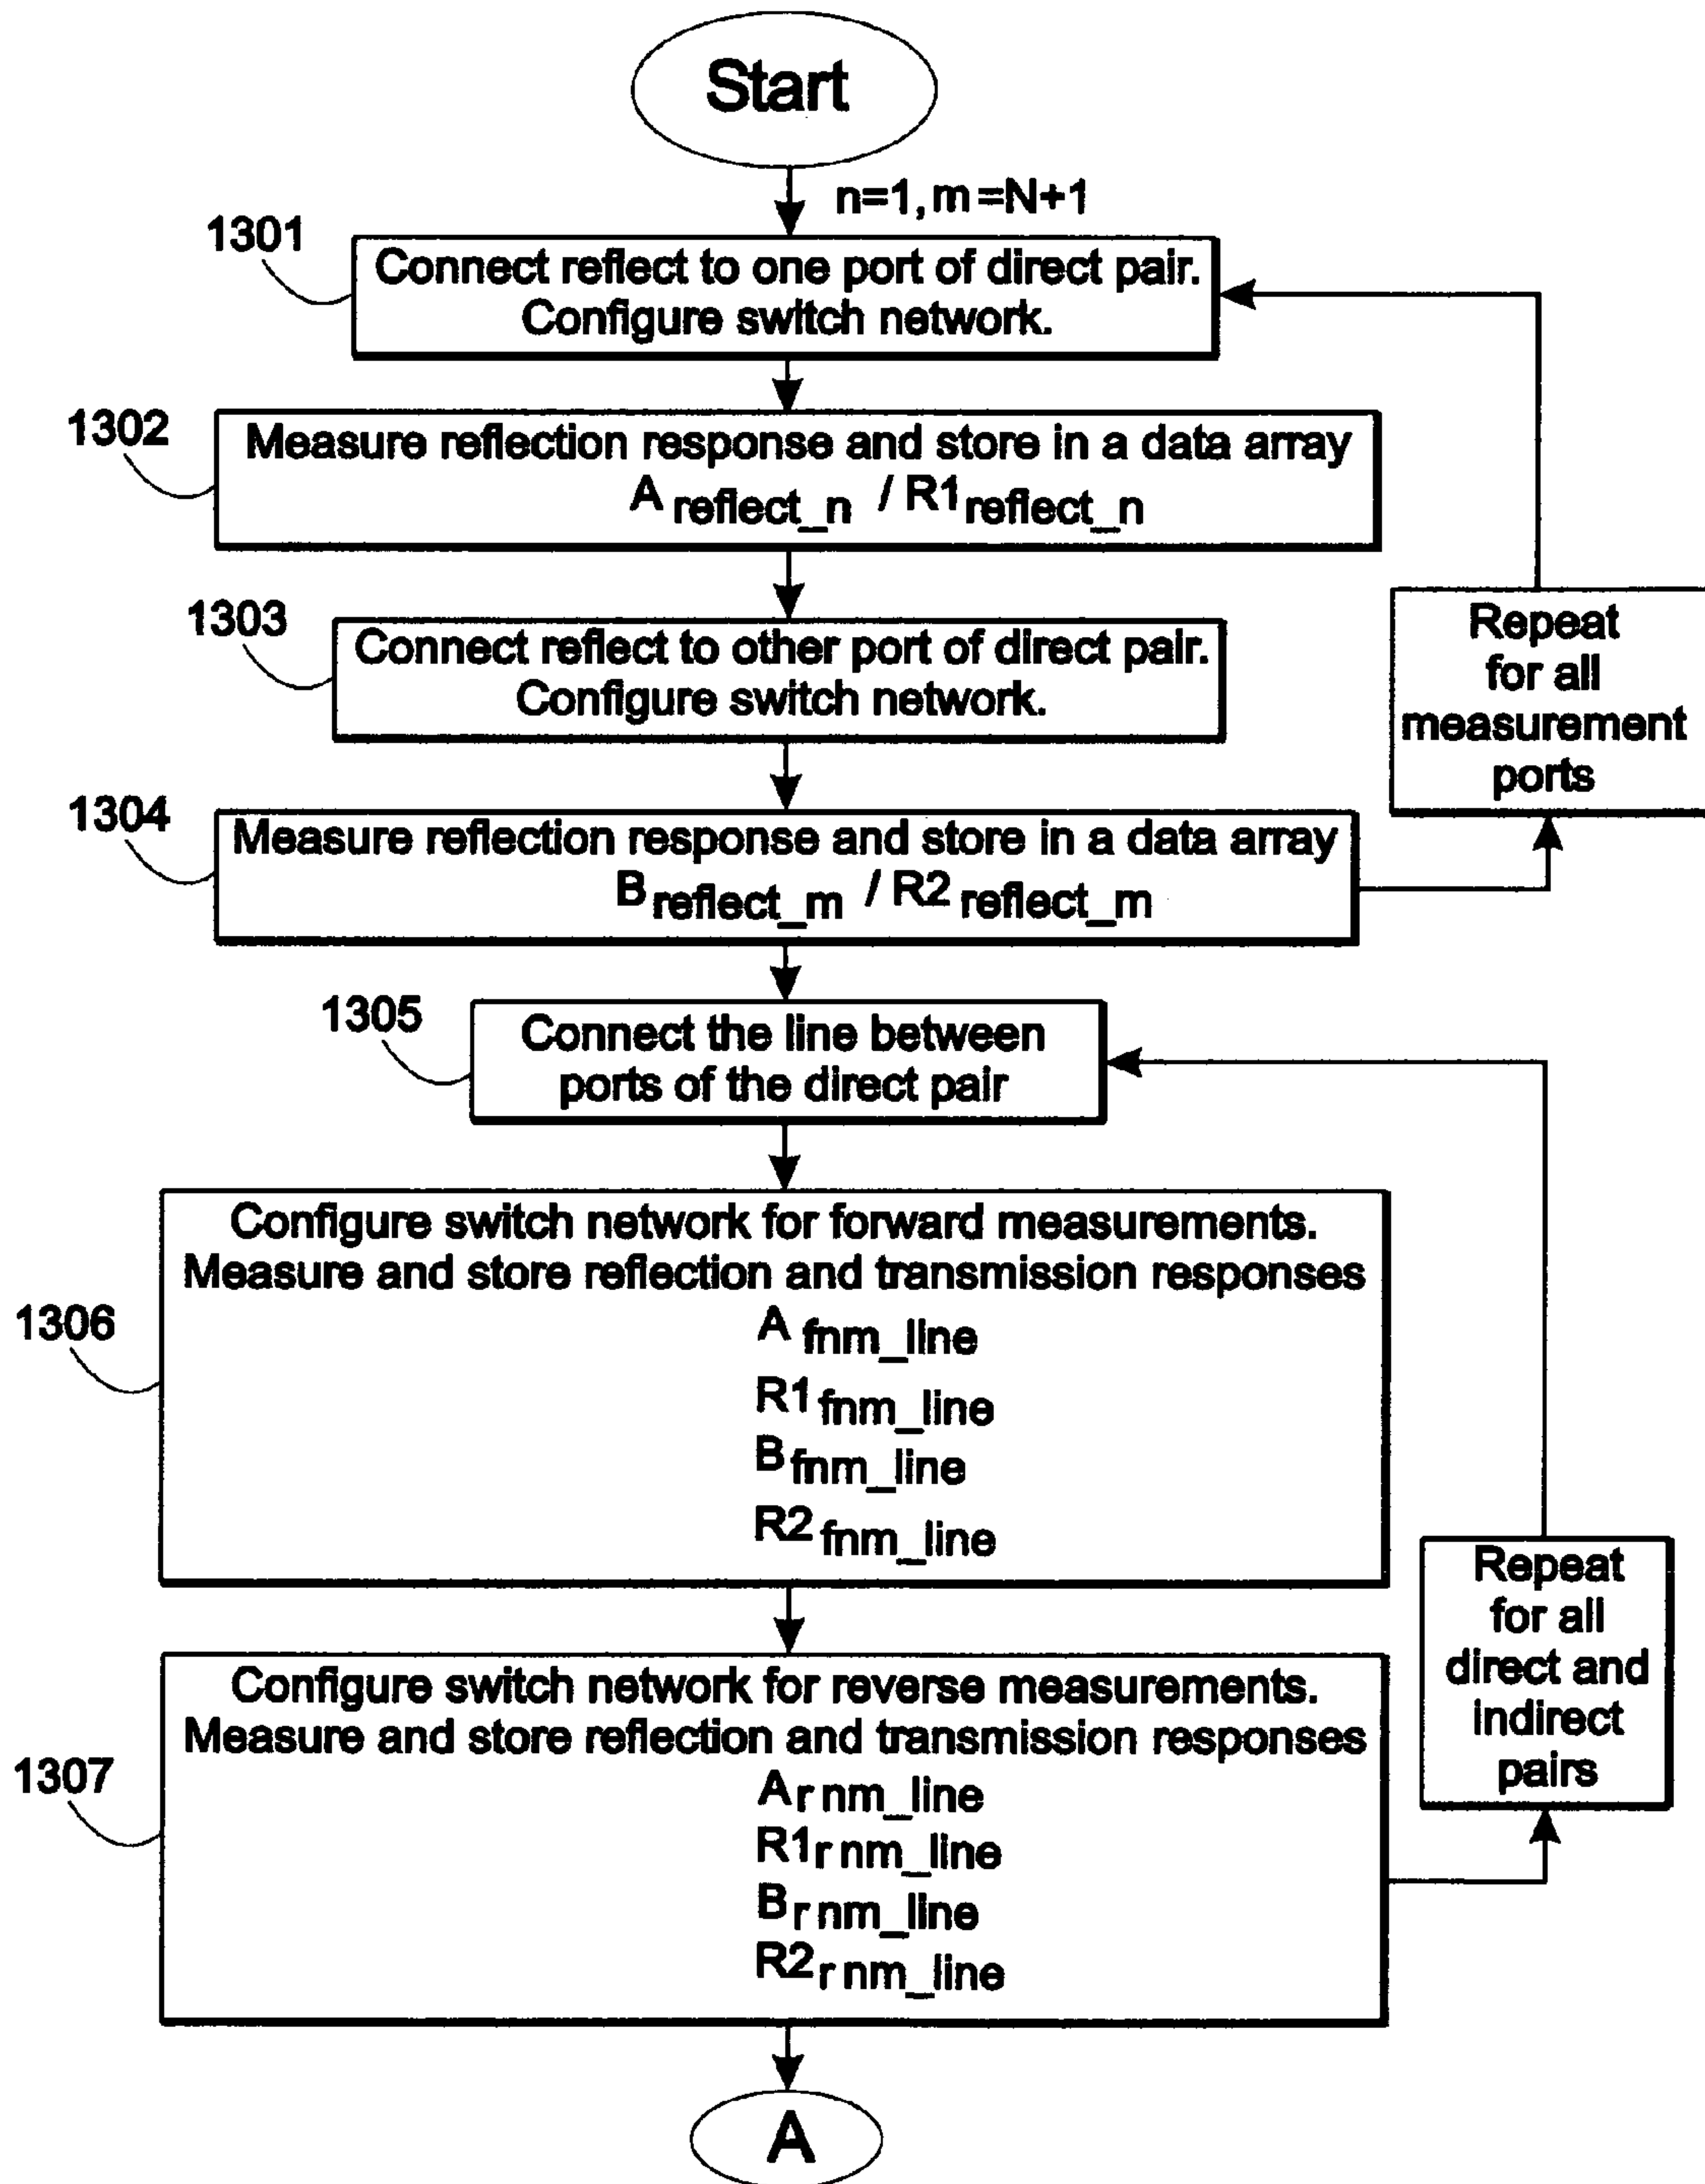 Start
n=1, m=N+1
1301
Connect reflect to one port of direct pair.
Configure switch network.
1302
Measure reflection response and store in a data array
A reflect_n / R1 reflect_n
1303
Connect reflect to other port of direct pair.
Configure switch network.
Repeat
for all
measurement
ports
1304
Measure reflection response and store in a data array
B reflect_m / R2 reflect_m
1305
Connect the line between
ports of the direct pair
1306
Configure switch network for forward measurements.
Measure and store reflection and transmission responses
A fnm_line
R1 fnm_line
B fnm_line
R2 fnm_line
Repeat
for all
direct and
indirect
pairs
1307
Configure switch network for reverse measurements.
Measure and store reflection and transmission responses
A r nm_line
R1 r nm_line
B r nm_line
R2 r nm_line
A